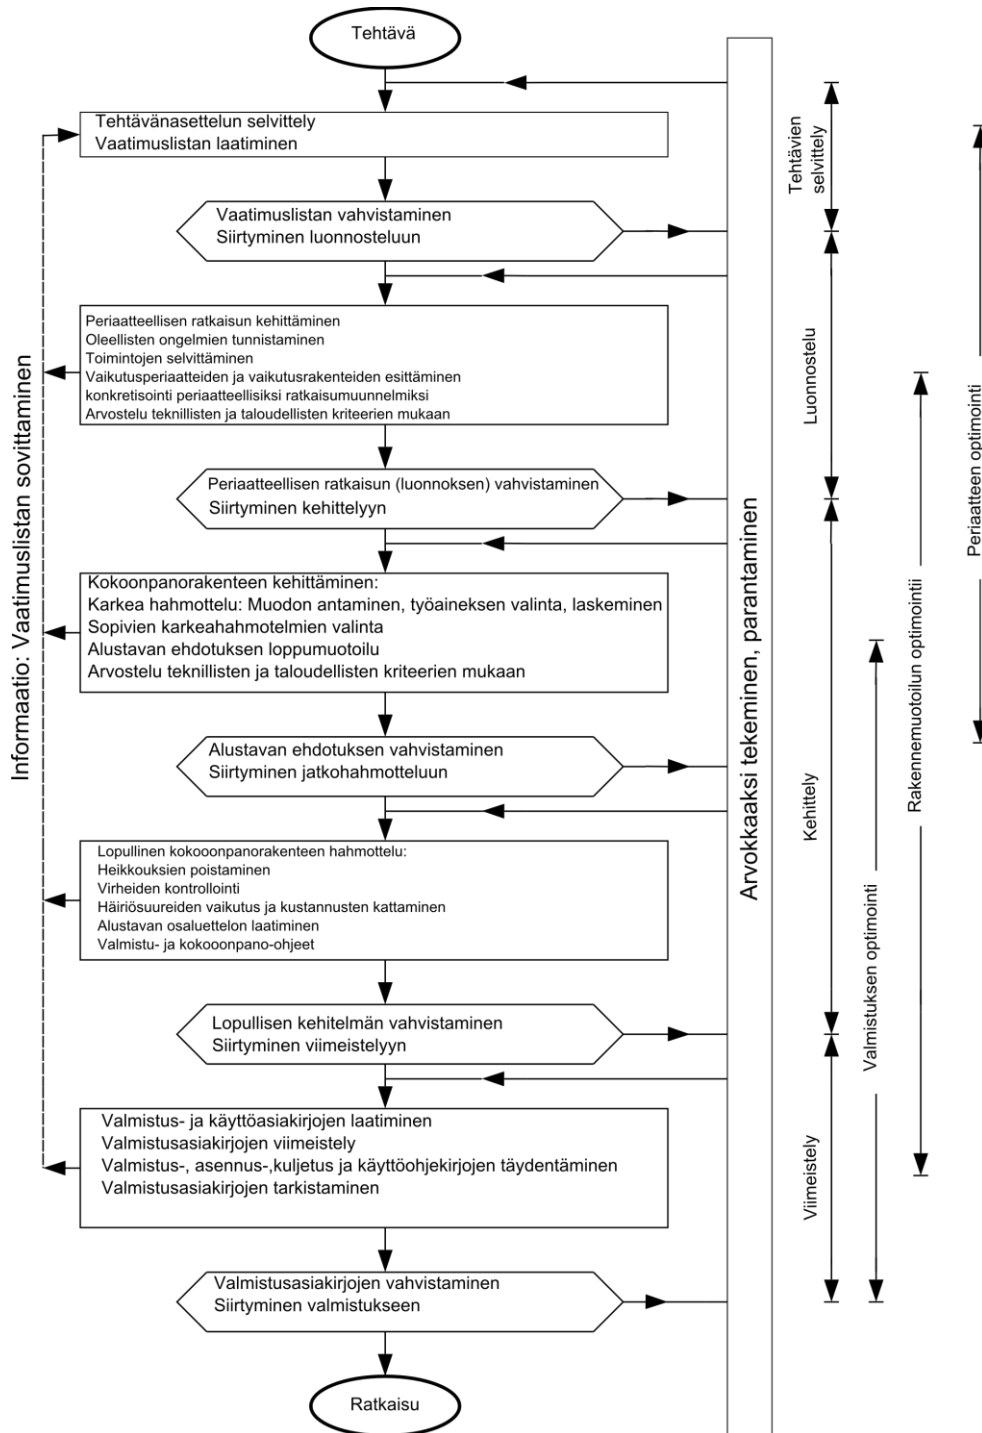 Tehtävä
Tehtävänasettelun selvittely
Vaatimuslistan laatiminen
Vaatimuslistan vahvistaminen
Siirtyminen luonnosteluun
Periaatteellisen ratkaisun kehittäminen
Oleellisten ongelmien tunnistaminen
Toimintojen selvittäminen
Vaikutusperiaatteiden ja vaikutusrakenteiden esittäminen
konkretisointi periaatteellisiksi ratkaisumuunnelmiksi
Arvostelu teknillisten ja taloudellisten kriteerien mukaan
Periaatteellisen ratkaisun (luonnoksen) vahvistaminen
Siirtyminen kehittelyyn
Kokoonpanorakenteen kehittäminen:
Karkea hahmottelu: Muodon antaminen, työaineksen valinta, laskeminen
Sopivien karkeahahmotelmien valinta
Alustavan ehdotuksen loppumuotoilu
Arvostelu teknillisten ja taloudellisten kriteerien mukaan
Alustavan ehdotuksen vahvistaminen
Siirtyminen jatkohahmotteluun
Lopullinen kokooonpanorakenteen hahmottelu:
Heikkouksien poistaminen
Virheiden kontrollointi
Häiriösuureiden vaikutus ja kustannusten kattaminen
Alustavan osaluettelon laatiminen
Valmistu- ja kokooonpano-ohjeet
Lopullisen kehitelmän vahvistaminen
Siirtyminen viimeistelyyn
Valmistus- ja käyttöasiakirjojen laatiminen
Valmistusasiakirjojen viimeistely
Valmistus-, asennus-,kuljetus ja käyttöohjekirjojen täydentäminen
Valmistusasiakirjojen tarkistaminen
Valmistusasiakirjojen vahvistaminen
Siirtyminen valmistukseen
Ratkaisu
Informaatio: Vaatimuslistan sovittaminen
Arvokkaaksi tekeminen, parantaminen
Tehtävien
selvittely
Luonnostelu
Kehittely
Viimeistely
Valmistuksen optimointi
Rakennemuotoilun optimointii
Periaatteen optimointi